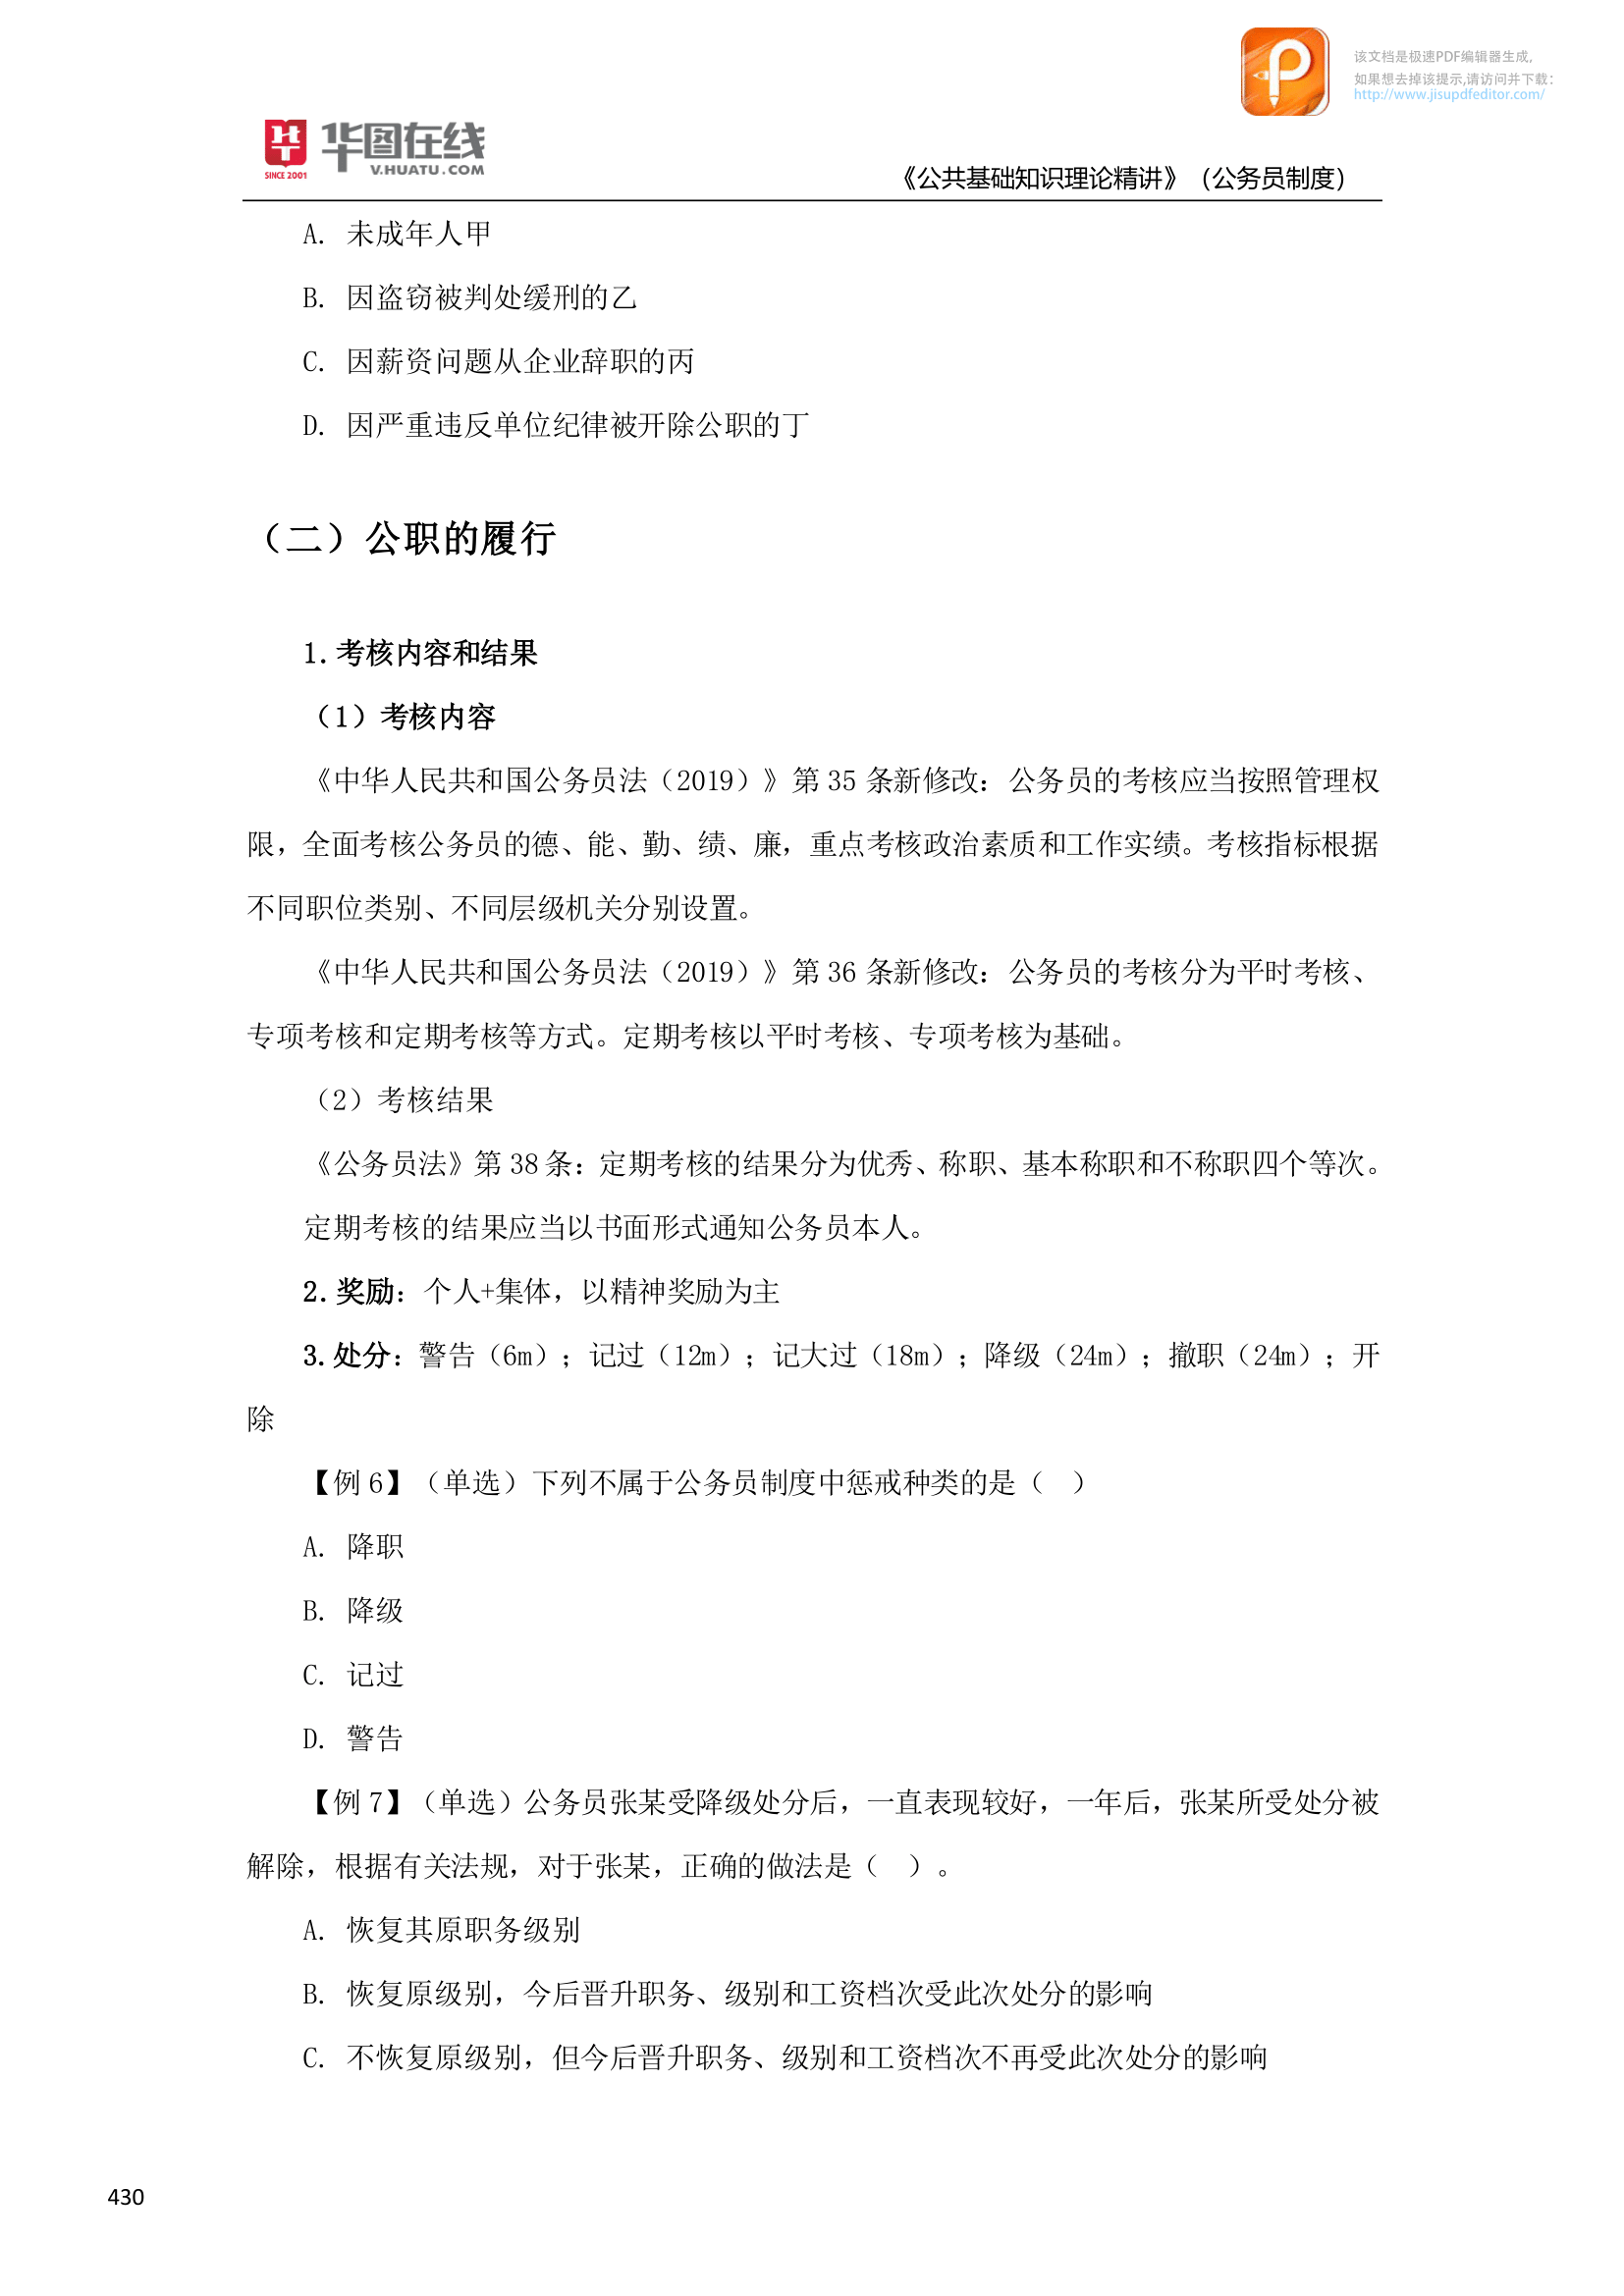 该文档是极速PDF编辑器生成,
如果想去掉该提示,请访问并下载:
http://www.jisupdfeditor.com/
华图在线
V.HUATU.COM
SINCE 2001
《公共基础知识理论精讲》（公务员制度）
A. 未成年人甲
B. 因盗窃被判处缓刑的乙
C. 因薪资问题从企业辞职的丙
D. 因严重违反单位纪律被开除公职的丁
（二）公职的履行
1.考核内容和结果
（1）考核内容
《中华人民共和国公务员法（2019）》第 35 条新修改：公务员的考核应当按照管理权
限，全面考核公务员的德、能、勤、绩、廉，重点考核政治素质和工作实绩。考核指标根据
不同职位类别、不同层级机关分别设置。
《中华人民共和国公务员法（2019）》第 36 条新修改：公务员的考核分为平时考核、
专项考核和定期考核等方式。定期考核以平时考核、专项考核为基础。
（2）考核结果
《公务员法》第 38 条：定期考核的结果分为优秀、称职、基本称职和不称职四个等次。
定期考核的结果应当以书面形式通知公务员本人。
2.奖励：个人+集体，以精神奖励为主
3.处分：警告（6m）；记过（12m）；记大过（18m）；降级（24m）；撤职（24m）；开
除
【例 6】（单选）下列不属于公务员制度中惩戒种类的是（ ）
A. 降职
B. 降级
C. 记过
D. 警告
【例 7】（单选）公务员张某受降级处分后，一直表现较好，一年后，张某所受处分被
解除，根据有关法规，对于张某，正确的做法是（ ）。
A. 恢复其原职务级别
B. 恢复原级别，今后晋升职务、级别和工资档次受此次处分的影响
C. 不恢复原级别，但今后晋升职务、级别和工资档次不再受此次处分的影响
430